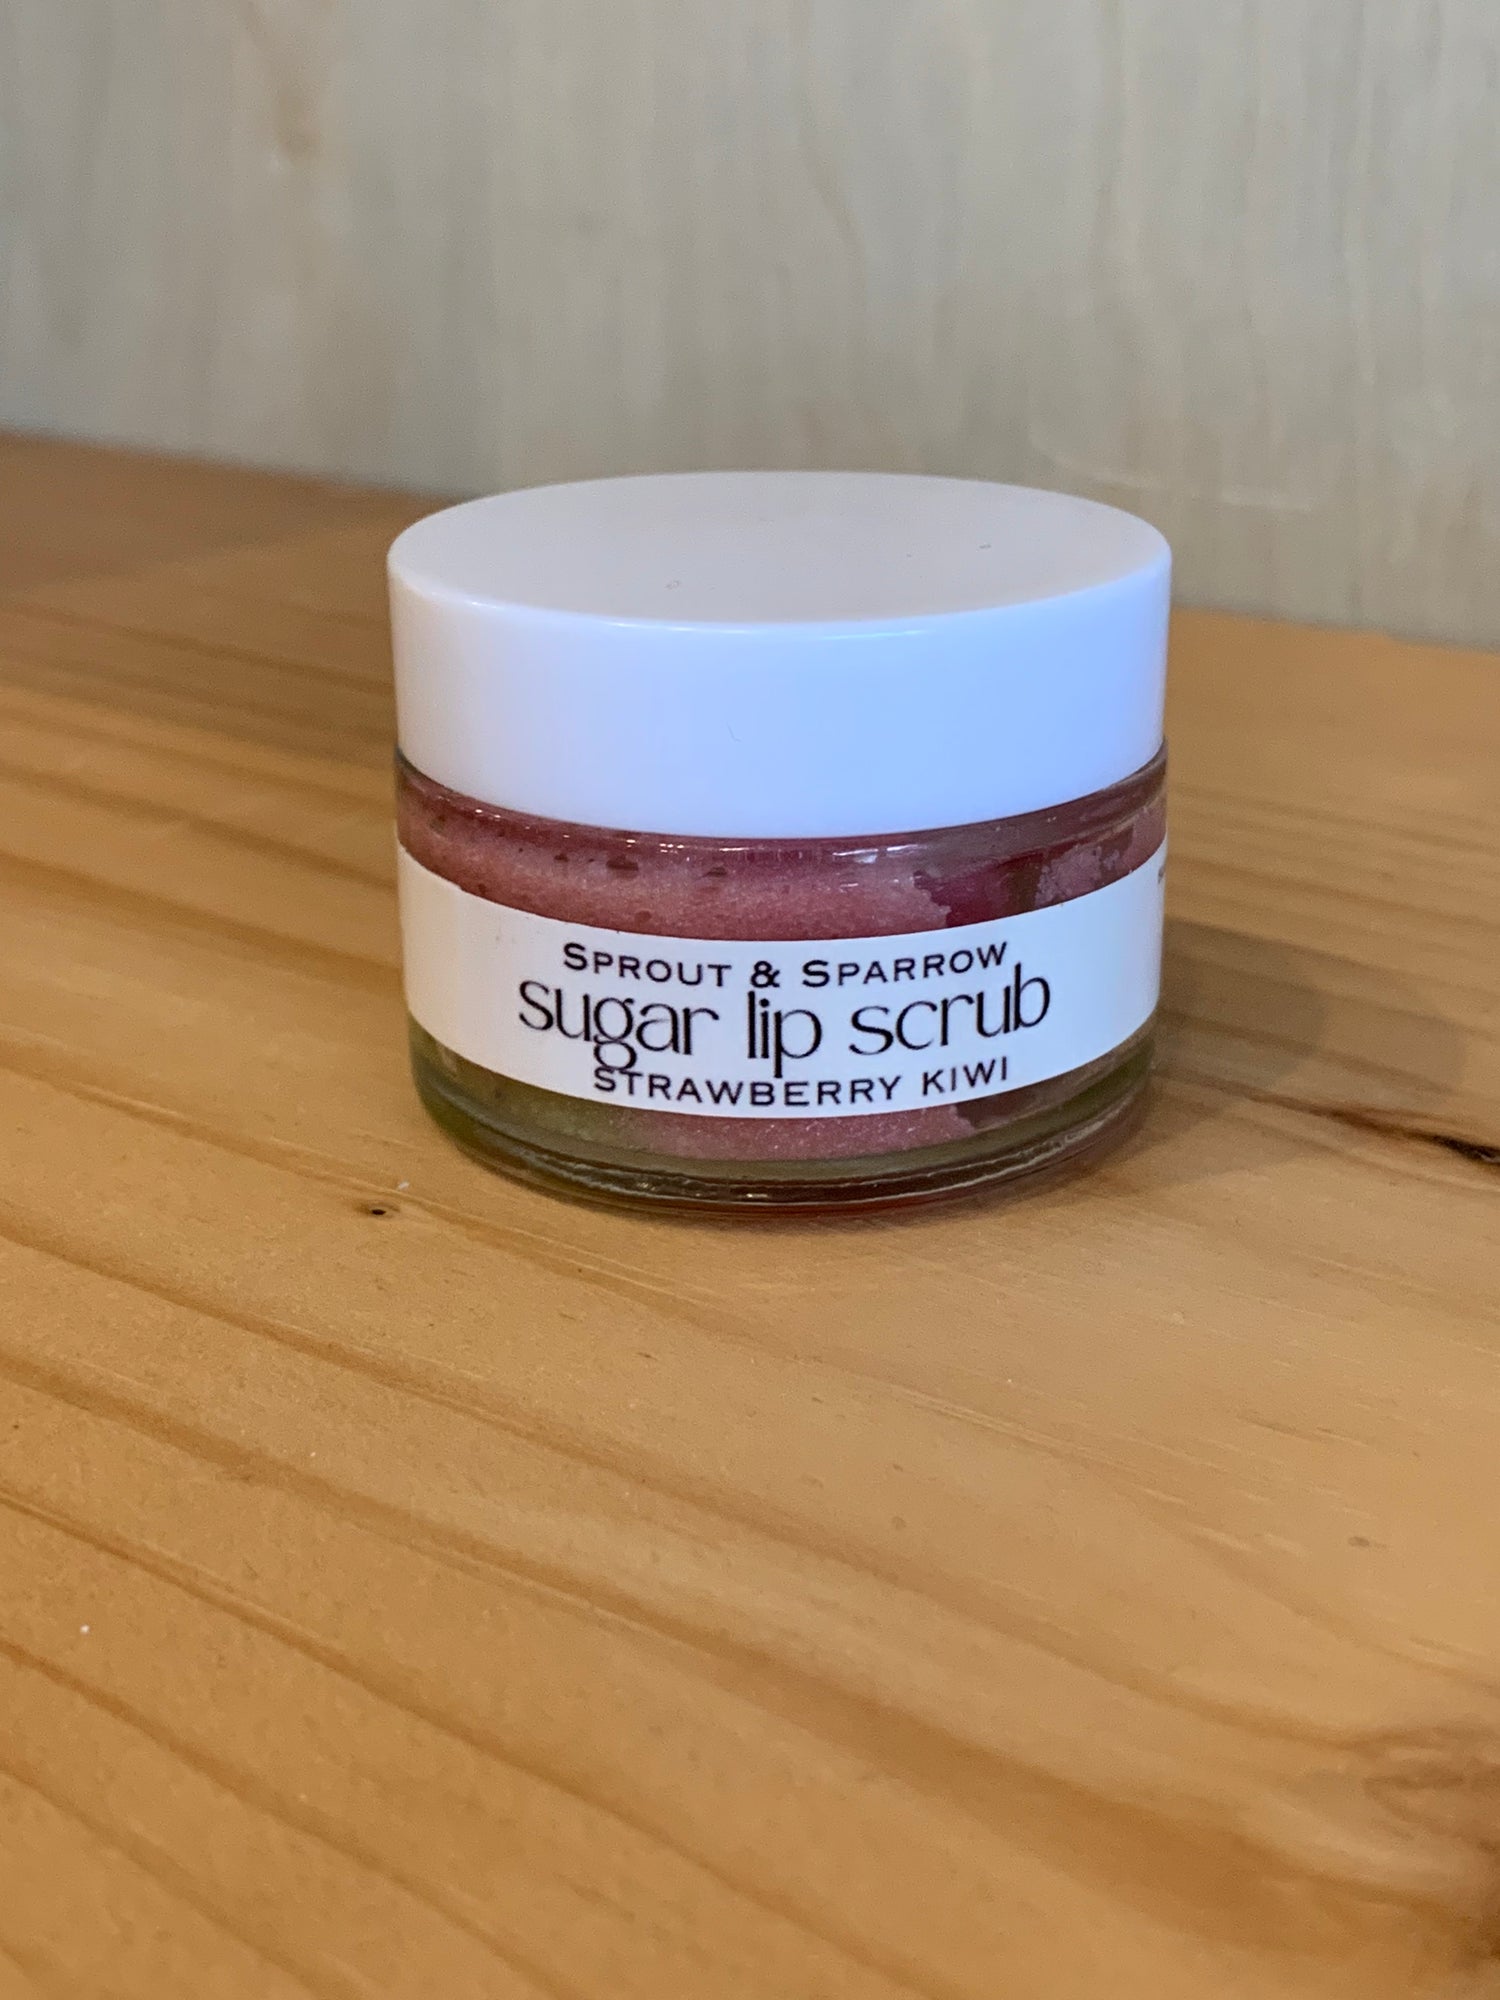 SPROUT & SPARROW
sugar lip scrub
STRAWBERRY KIWI